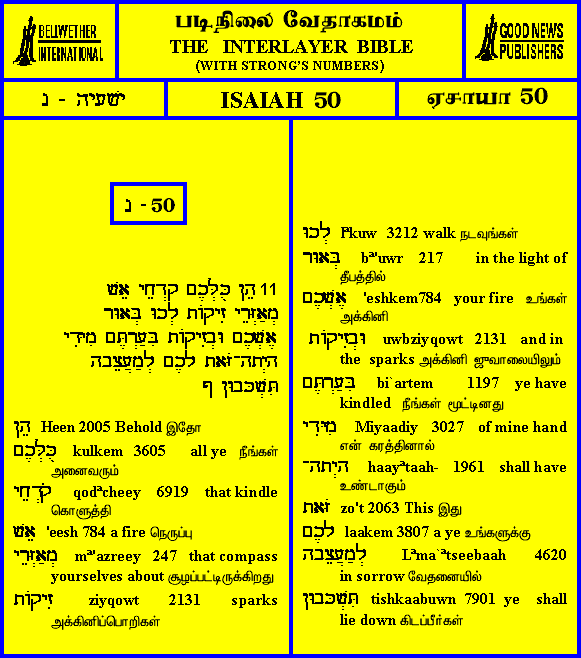 BELLWETHER
INTERNATIONAL
படிநிலை வேதாகமம்
THE INTERLAYER BIBLE
(WITH STRONG'S NUMBERS)
GOOD NEWS
PUBLISHERS
ישעיה - נ
ISAIAH 50
ஏசாயா 50
נ - 50
11 הֵן כֻּלְּכֶם קֹדְחֵי אֵשׁ
מְאַזְּרֵי זִיקוֹת לְכוּ בְּאוּר
אֶשְׁכֶם וּבְזִיקוֹת בִּעַרְתֶּם מִיָּדִי
הָיְתָה־זֹּאת לָכֶם לְמַעֲצֵבָה
תִּשְׁכָּבוּן ף
הֵן Heen 2005 Behold இதோ
כֻּלְּכֶם kulkem 3605 all ye நீங்கள்
அனைவரும்
קֹדְחֵי qodªcheey 6919 that kindle
கொளுத்தி
אֵשׁ 'eesh 784 a fire நெருப்பு
מְאַזְּרֵי mª'azreey 247 that compass
yourselves about சூழப்பட்டிருக்கிறது
זִיקוֹת ziyqowt 2131 sparks
அக்கினிப்பொறிகள்
לְכוּ lªkuw 3212 walk நடவுங்கள்
בְּאוּר bª'uwr 217 in the light of
தீபத்தில்
אֶשְׁכֶם 'eshkem784 your fire உங்கள்
அக்கினி
וּבְזִיקוֹת uwbziyqowt 2131 and in
the sparks அக்கினி ஜுவாலையிலும்
בִּעַרְתֶּם bi`artem 1197 ye have
kindled நீங்கள் மூட்டினது
מִיָּדִי Miyaadiy 3027 of mine hand
என் கரத்தினால்
הָיְתָה־ haayªtaah- 1961 shall have
உண்டாகும்
זֹּאת zo't 2063 This இது
לָכֶם laakem 3807 a ye உங்களுக்கு
לְמַעֲצֵבָה Lªma`ªtseebaah 4620
in sorrow வேதனையில்
תִּשְׁכָּבוּן tishkaabuwn 7901 ye shall
lie down கிடப்பீர்கள்